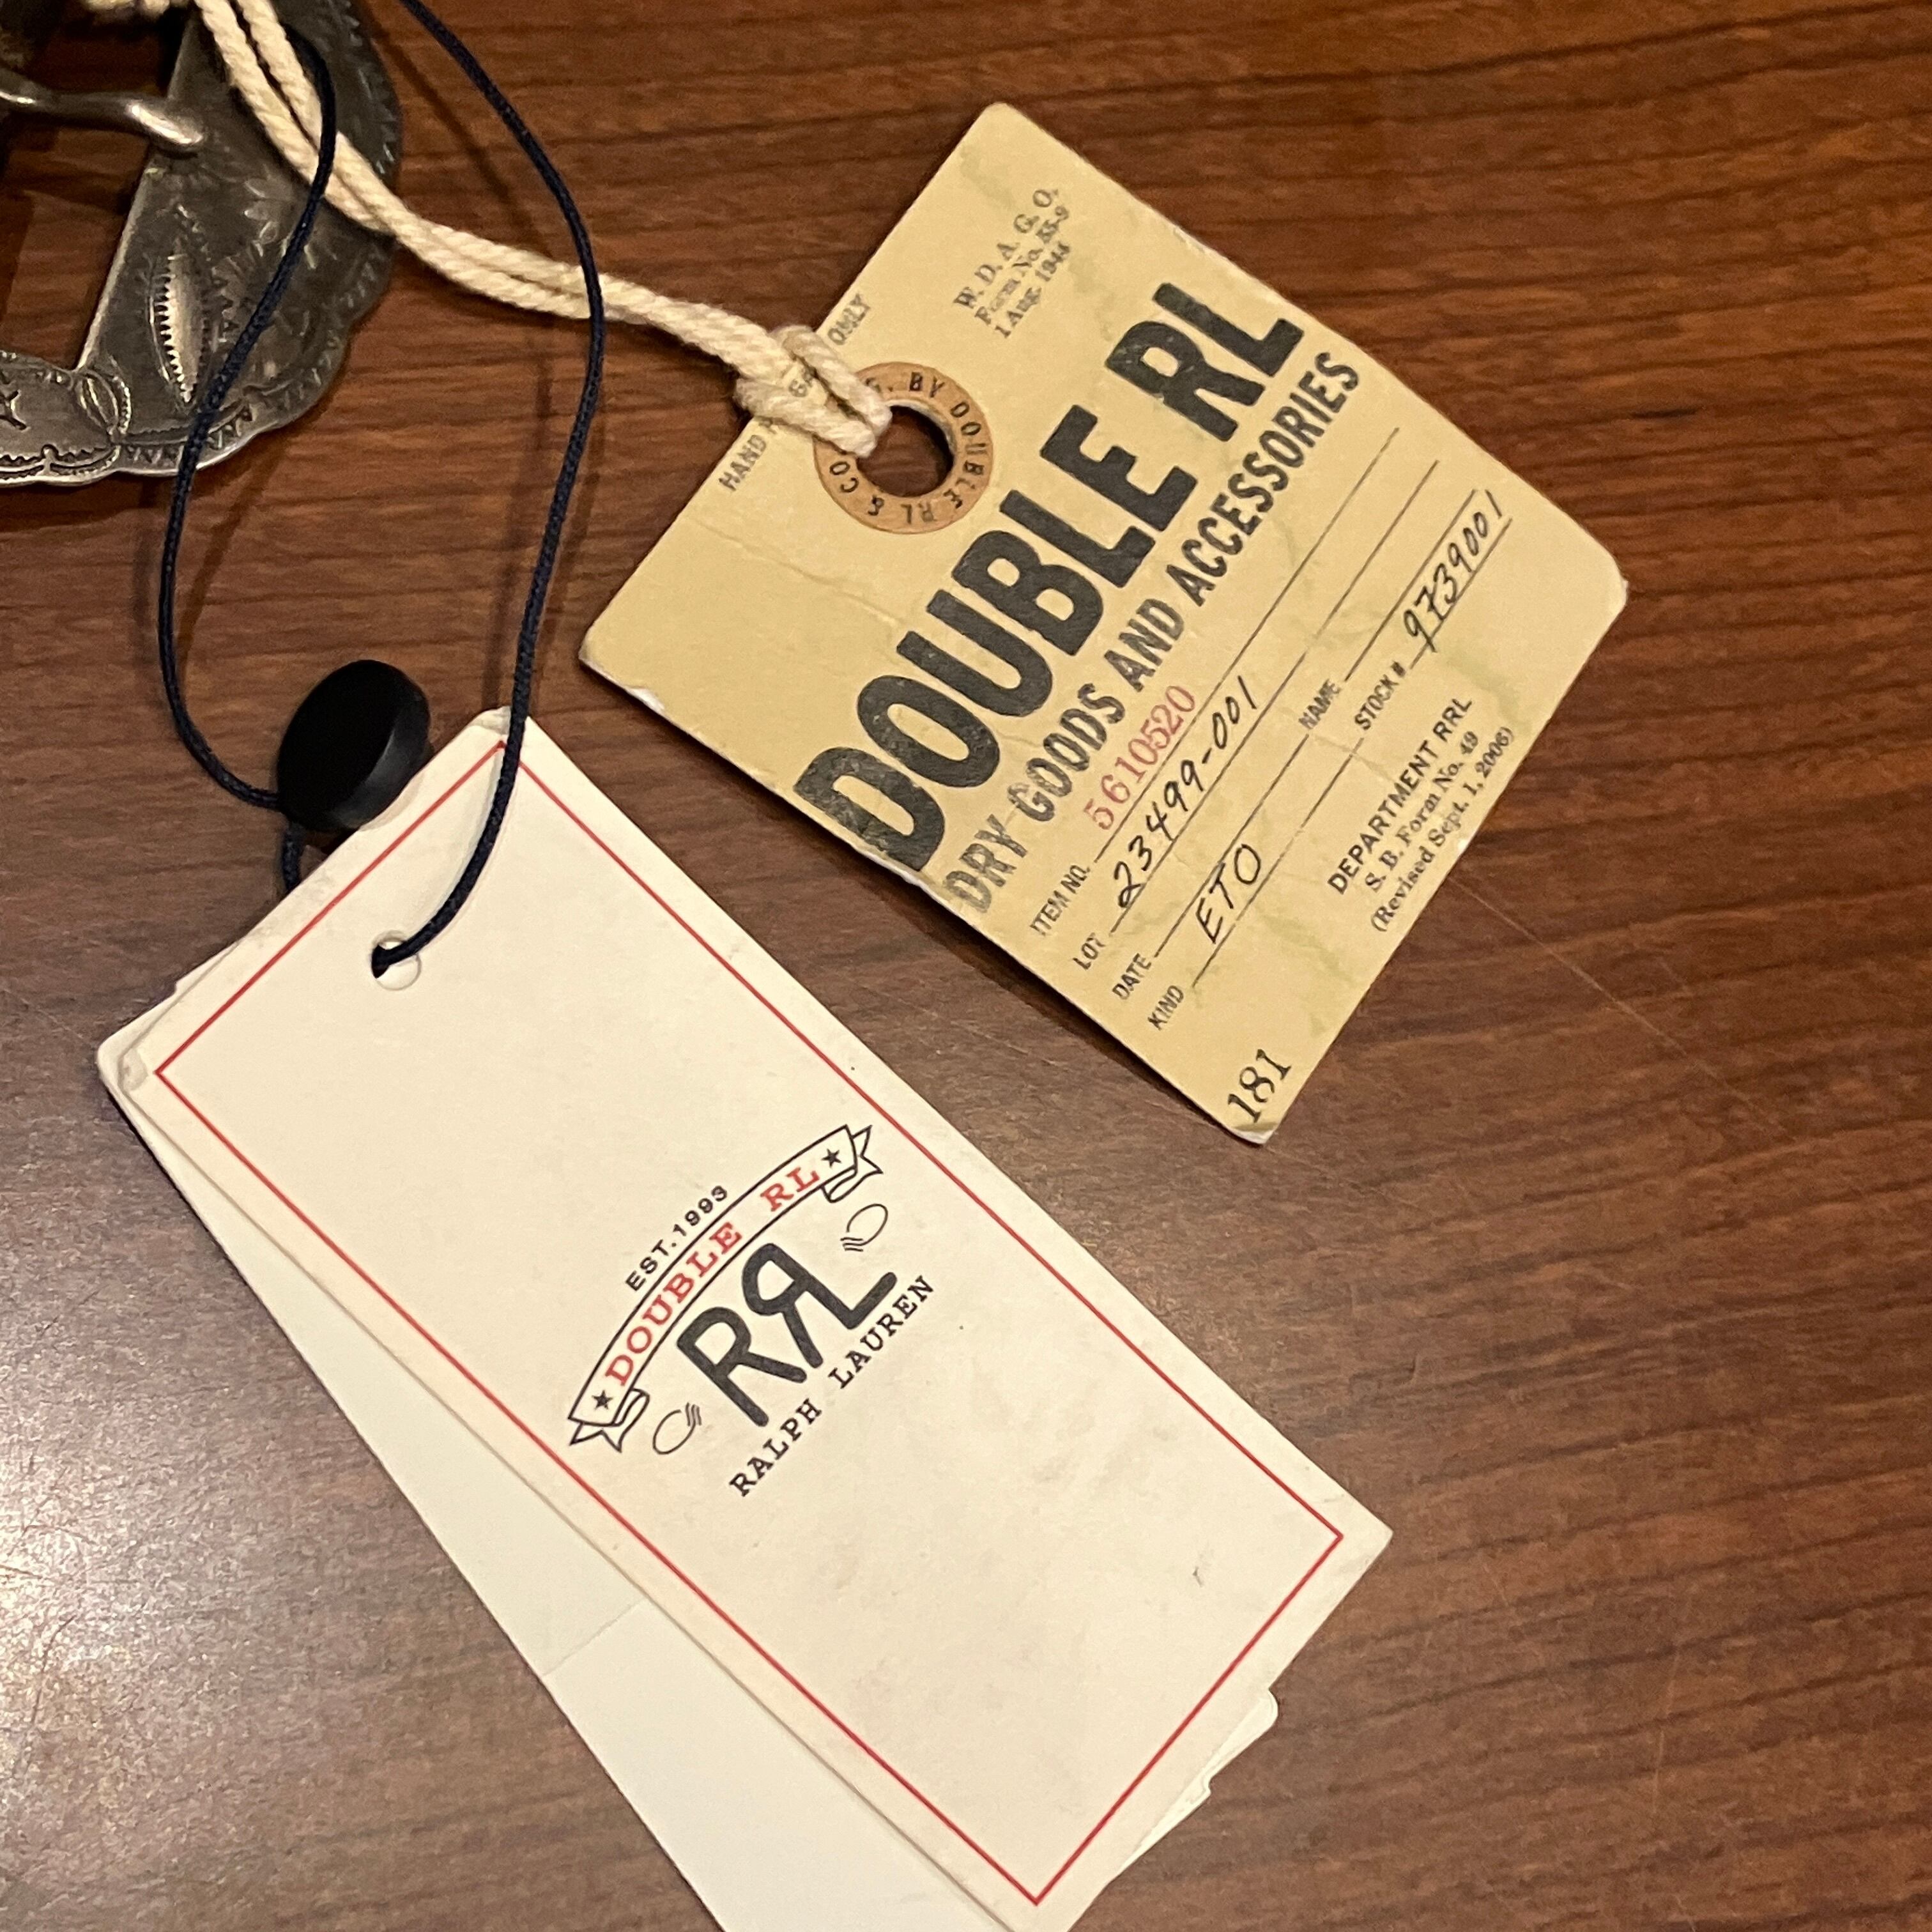 W. D. A. G. O.
Form No. 55-9
1 Aug. 1944
ONLY
HAND
BY DOUBLE RL & CO
DOUBLE RL
DRY GOODS AND ACCESSORIES
ITEM NO. 5610520
LOT 23499-001
DATE
KIND ETO
NAME
STOCK # 9739001
DEPARTMENT RRL
S. B. Form No. 49
(Revised Sept. 1, 2006)
181
EST. 1993
DOUBLE RL
RRL
RALPH LAUREN